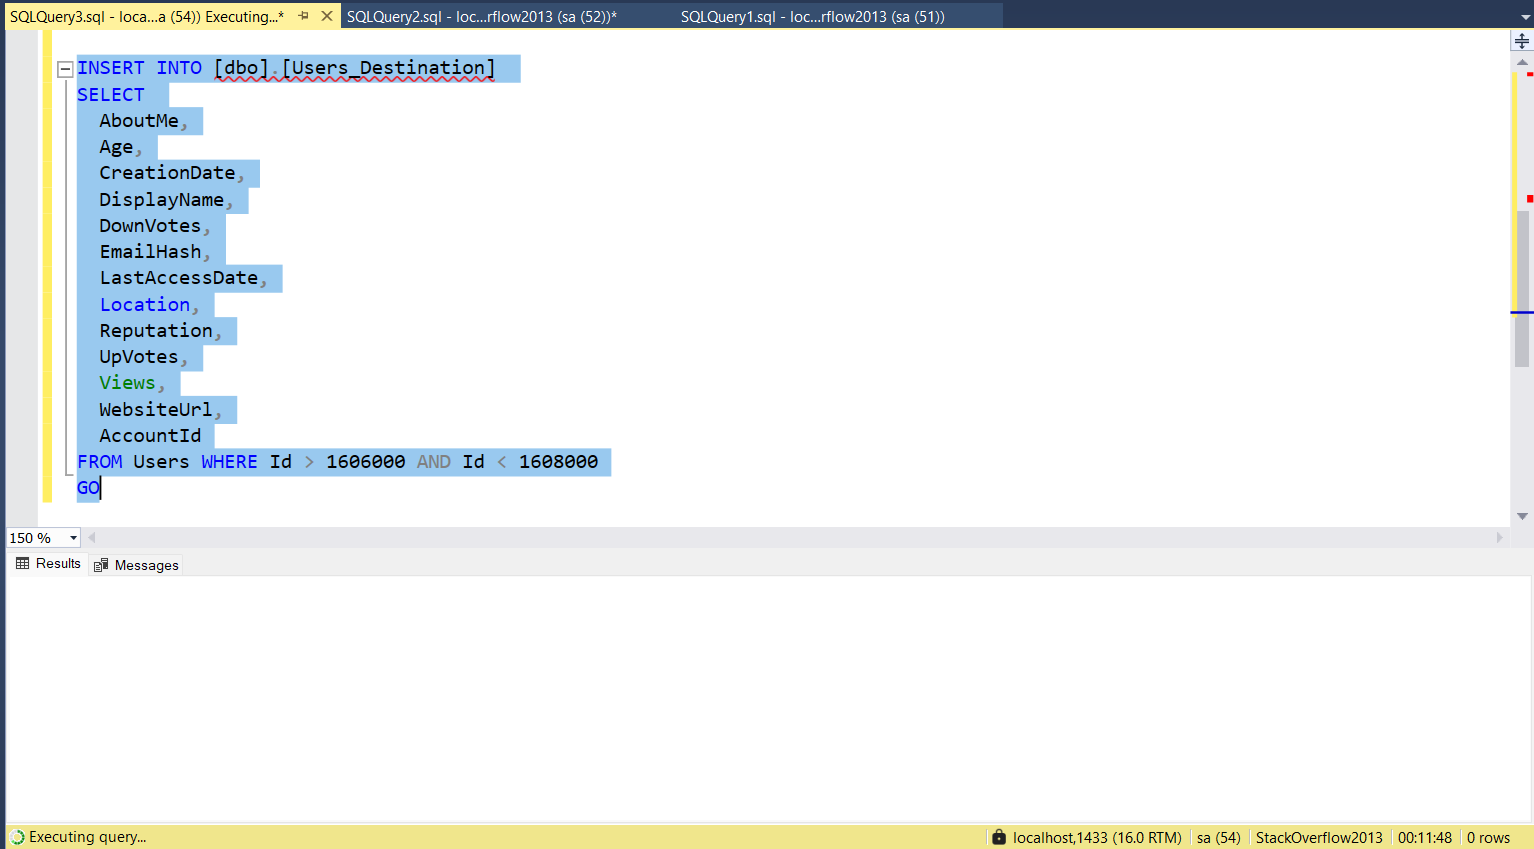 SQLQuery3.sql - loca...a (54)) Executing...*
SQLQuery2.sql - loc...rflow2013 (sa (52))*
SQLQuery1.sql - loc...rflow2013 (sa (51))
INSERT INTO [dbo].[Users_Destination]
SELECT
AboutMe,
Age,
CreationDate,
DisplayName,
DownVotes,
EmailHash,
LastAccessDate,
Location,
Reputation,
UpVotes,
Views,
WebsiteUrl,
AccountId
FROM Users WHERE Id > 1606000 AND Id < 1608000
GO
150 %
Results Messages
Executing query... localhost,1433 (16.0 RTM) sa (54) StackOverflow2013 00:11:48 0 rows